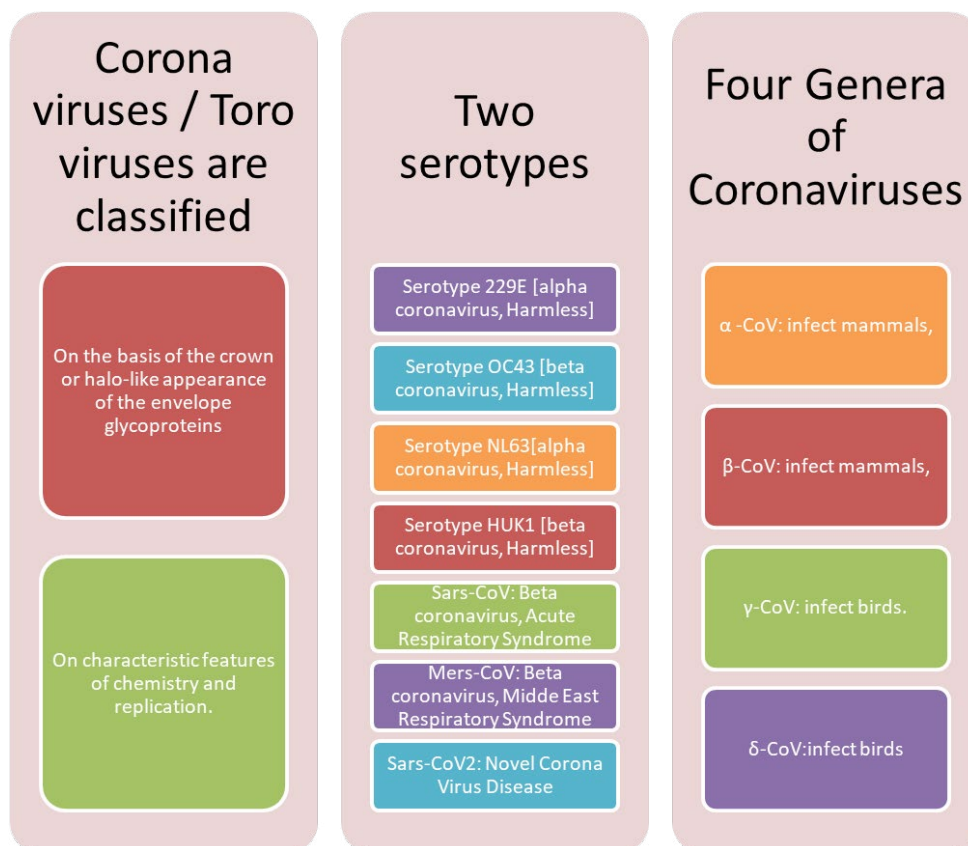 Corona
viruses / Toro
viruses are
classified
On the basis of the crown
or halo-like appearance
of the envelope
glycoproteins
On characteristic features
of chemistry and
replication.
Two
serotypes
Serotype 229E [alpha
coronavirus, Harmless]
Serotype OC43 [beta
coronavirus, Harmless]
Serotype NL63[alpha
coronavirus, Harmless]
Serotype HUK1 [beta
coronavirus, Harmless]
Sars-CoV: Beta
coronavirus, Acute
Respiratory Syndrome
Mers-CoV: Beta
coronavirus, Midde East
Respiratory Syndrome
Sars-CoV2: Novel Corona
Virus Disease
Four Genera
of
Coronaviruses
α -CoV: infect mammals,
β-CoV: infect mammals,
γ-CoV: infect birds.
δ-CoV:infect birds